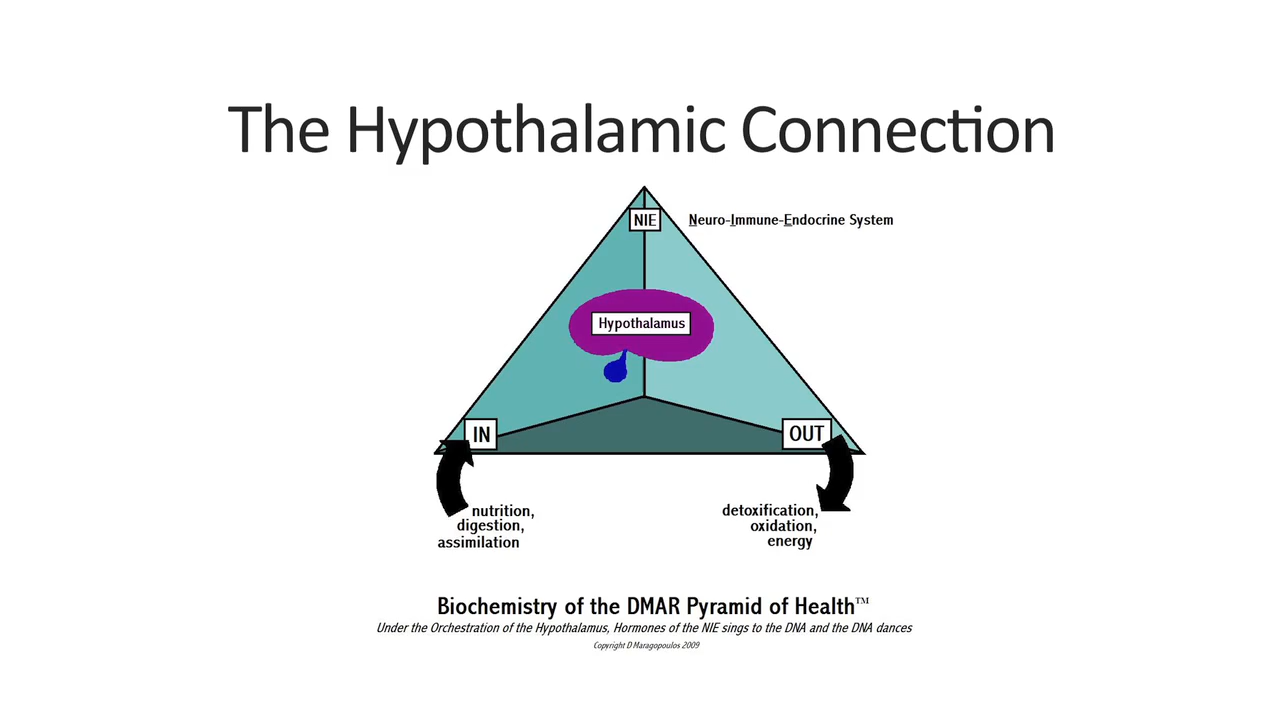 The Hypothalamic Connection
NIE
Neuro-Immune-Endocrine System
Hypothalamus
IN
OUT
nutrition,
digestion,
assimilation
detoxification,
oxidation,
energy
Biochemistry of the DMAR Pyramid of Health™
Under the Orchestration of the Hypothalamus, Hormones of the NIE sings to the DNA and the DNA dances
Copyright D Maragopoulos 2009